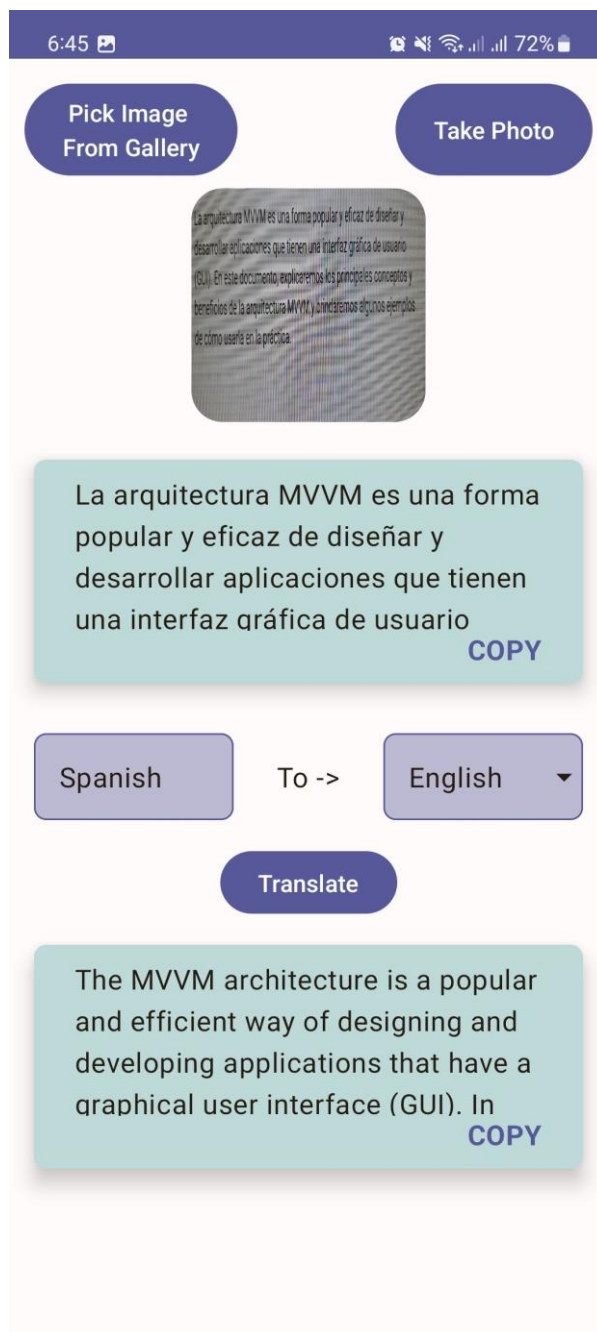 6:45
72%
Pick Image
From Gallery
Take Photo
La arquitectura MVVM es una forma popular y eficaz de diseñar y
desarrollar aplicaciones que tienen una interfaz gráfica de usuario
(GUI). En este documento, explicaremos los principales conceptos y
beneficios de la arquitectura MVVM, y brindaremos algunos ejemplos
de cómo usarla en la práctica.
La arquitectura MVVM es una forma
popular y eficaz de diseñar y
desarrollar aplicaciones que tienen
una interfaz gráfica de usuario
COPY
Spanish
To ->
English
Translate
The MVVM architecture is a popular
and efficient way of designing and
developing applications that have a
graphical user interface (GUI). In
COPY